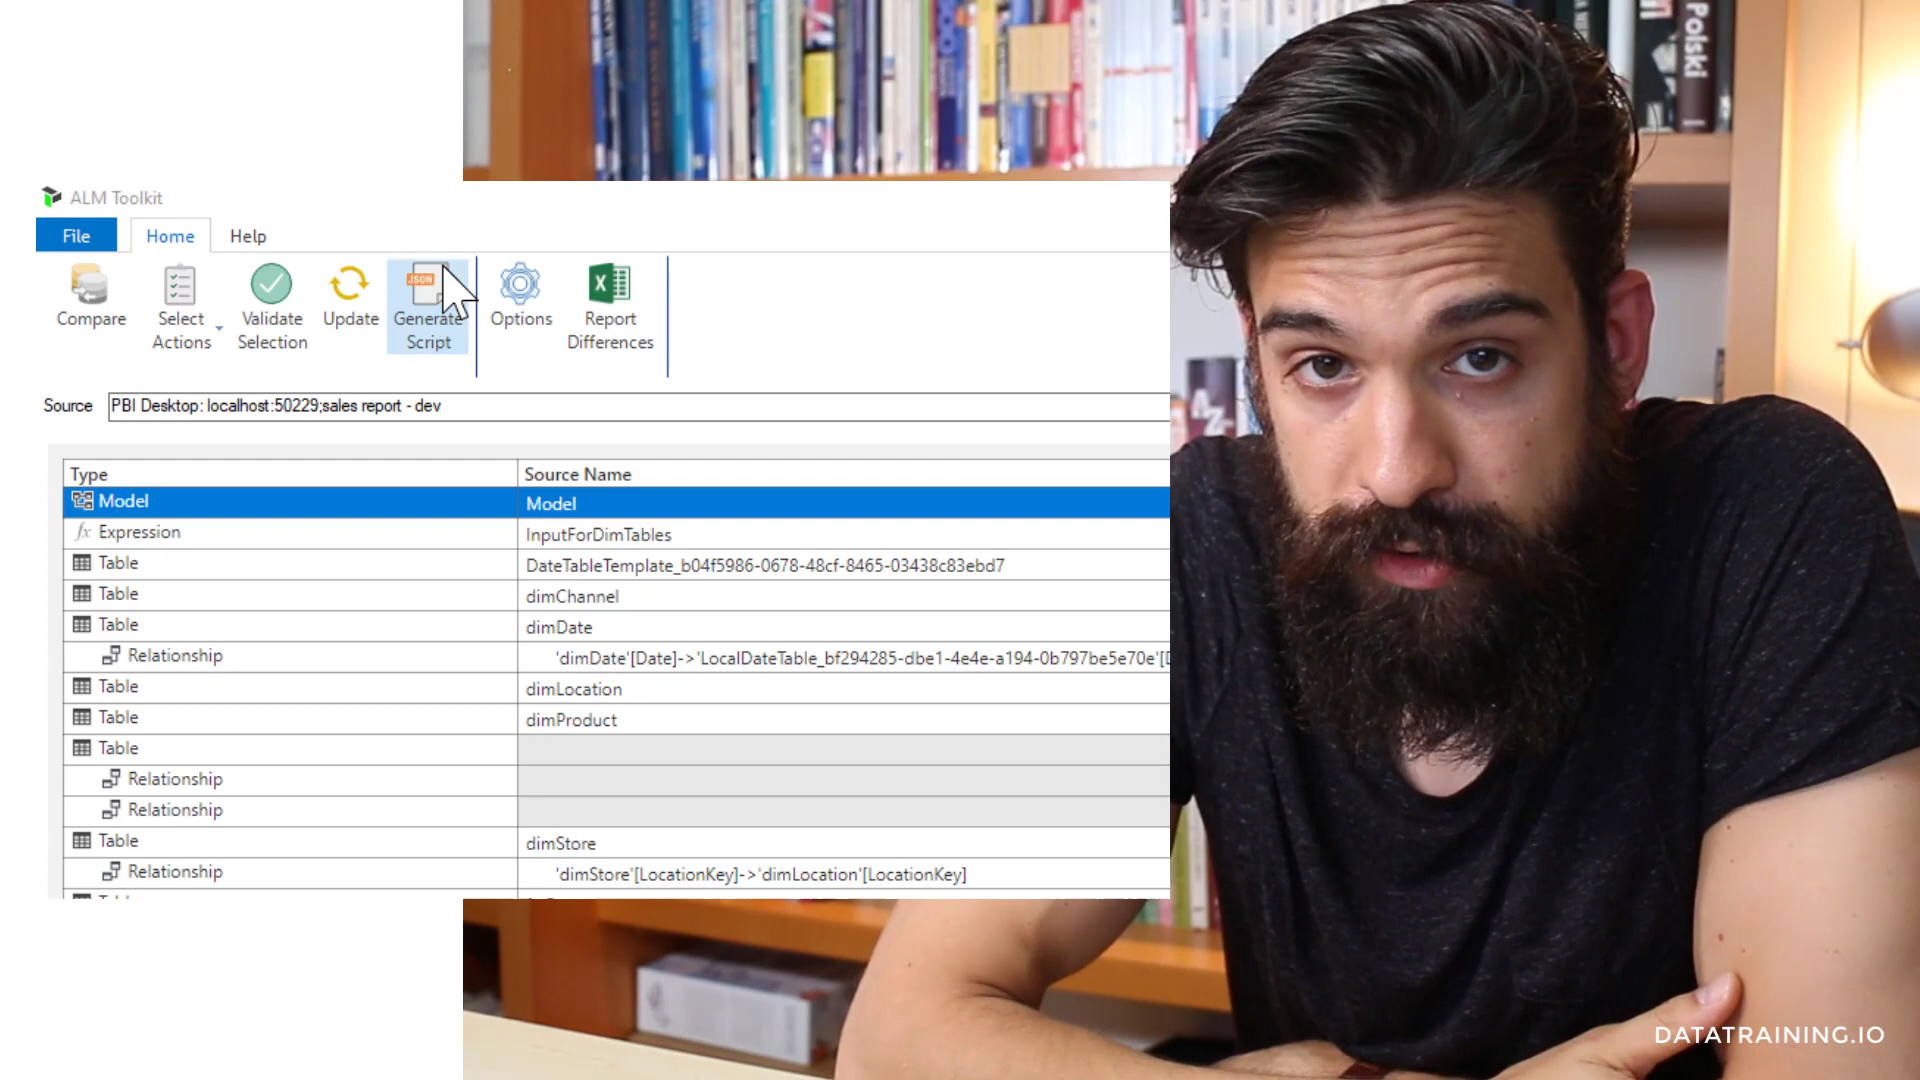 Polski
ALM Toolkit
File Home Help
JSON
Compare Select Actions Validate Selection Update Generate Script Options Report Differences
Source PBI Desktop: localhost:50229;sales report - dev
Type Source Name
Model Model
fx Expression InputForDimTables
Table DateTableTemplate_b04f5986-0678-48cf-8465-03438c83ebd7
Table dimChannel
Table dimDate
Relationship 'dimDate'[Date]->'LocalDateTable_bf294285-dbe1-4e4e-a194-0b797be5e70e'[
Table dimLocation
Table dimProduct
Table
Relationship
Relationship
Table dimStore
Relationship 'dimStore'[LocationKey]->'dimLocation'[LocationKey]
DATATRAINING.IO